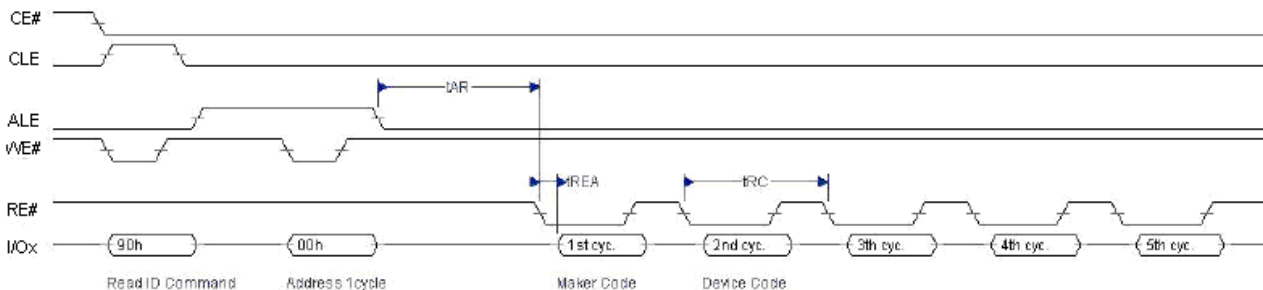 CE#
CLE
tAR
ALE
WE#
tREA
tRC
RE#
I/Ox
90h
00h
1st cyc.
2nd cyc.
3th cyc.
4th cyc.
5th cyc.
Read ID Command
Address 1cycle
Maker Code
Device Code